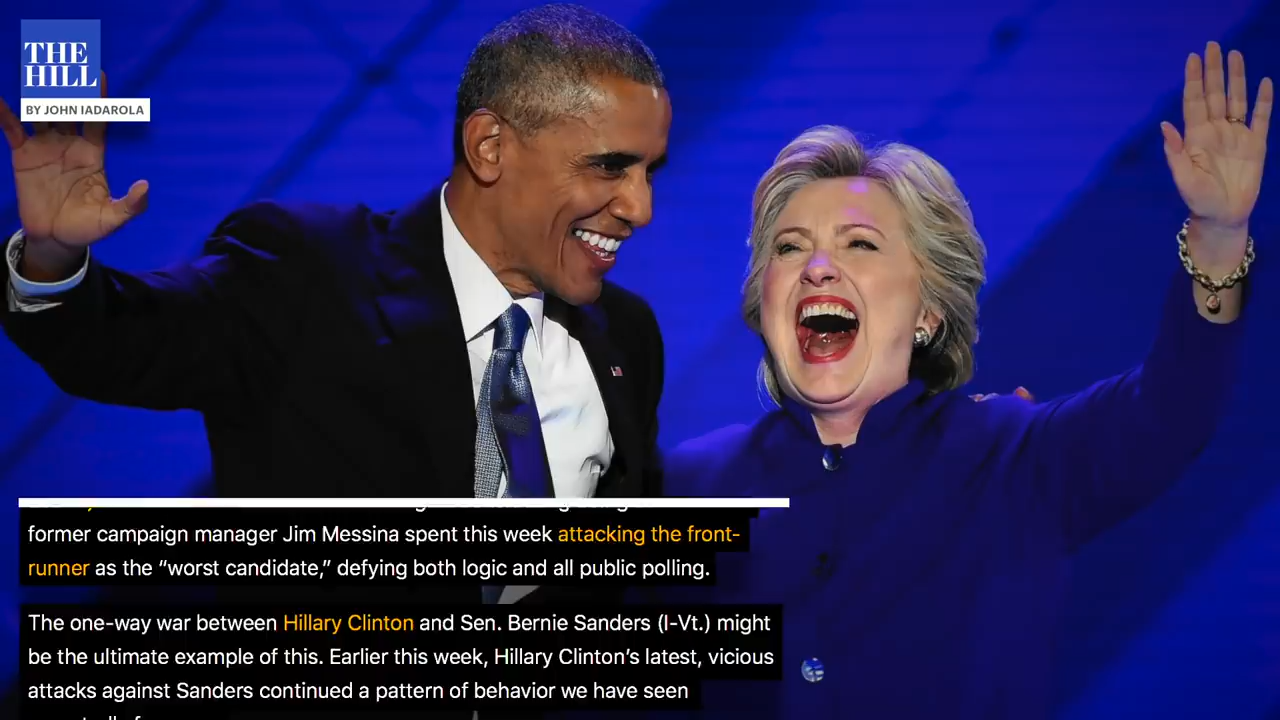 THE
HILL
BY JOHN IADAROLA
former campaign manager Jim Messina spent this week attacking the front-
runner as the “worst candidate,” defying both logic and all public polling.
The one-way war between Hillary Clinton and Sen. Bernie Sanders (I-Vt.) might
be the ultimate example of this. Earlier this week, Hillary Clinton’s latest, vicious
attacks against Sanders continued a pattern of behavior we have seen